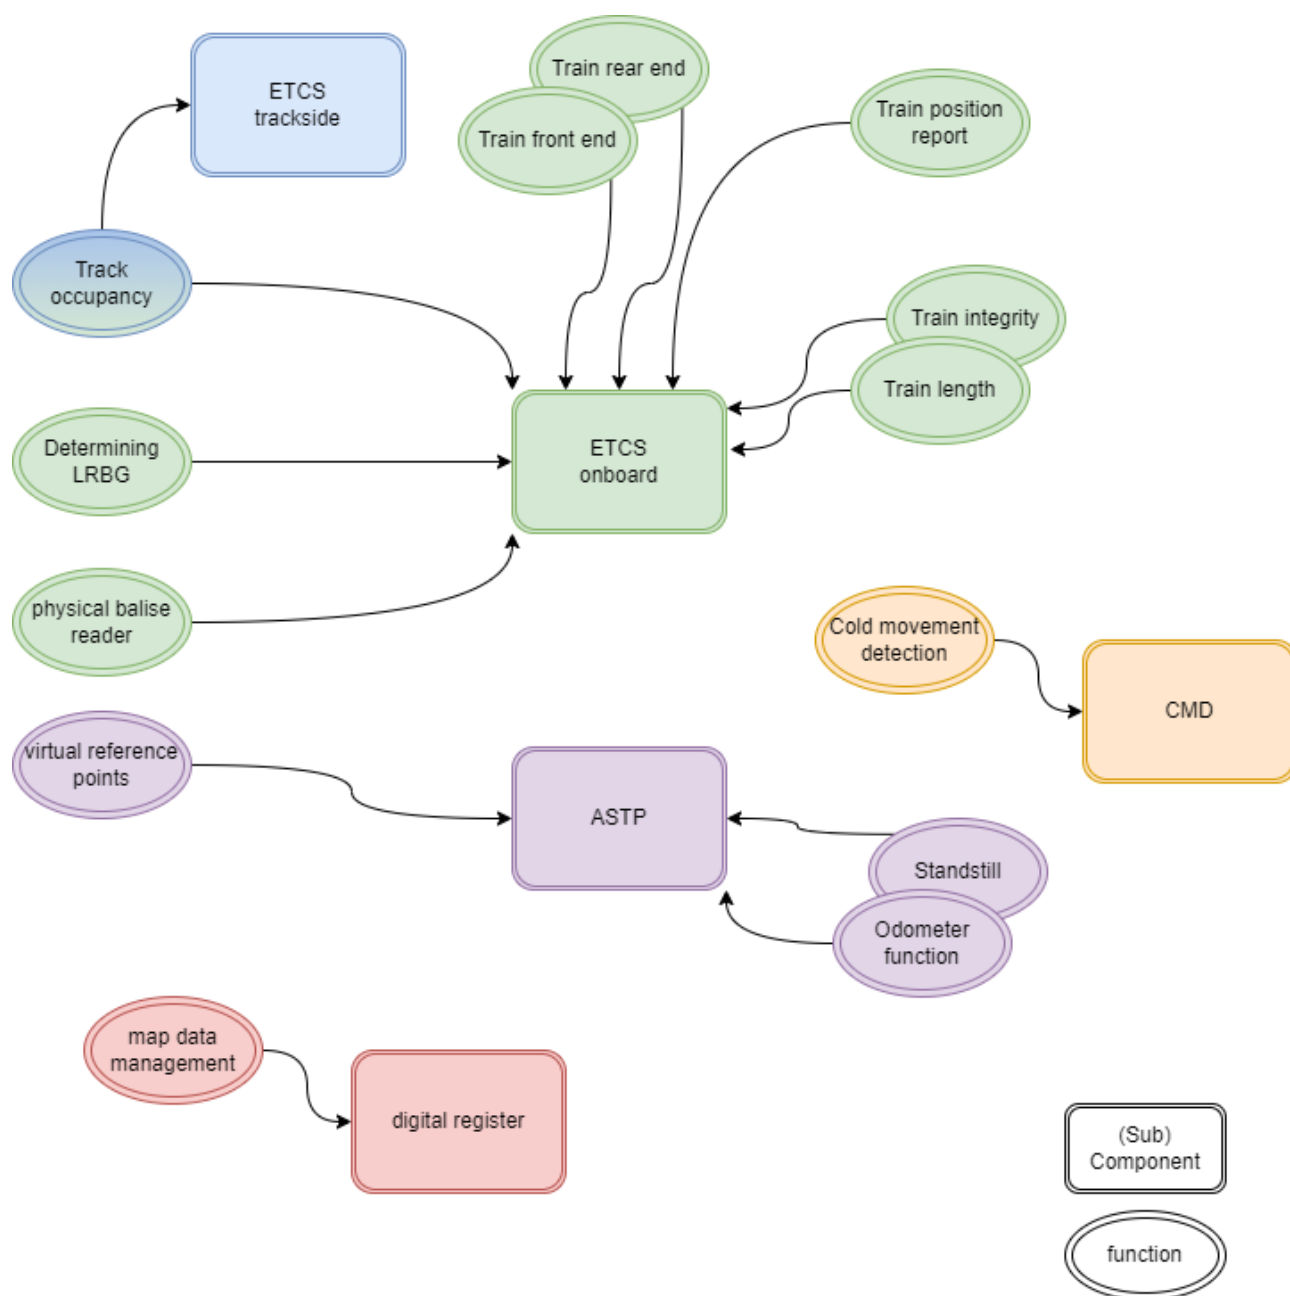 ETCS
trackside
Train rear end
Train front end
Train position
report
Track
occupancy
Train integrity
Train length
Determining
LRBG
ETCS
onboard
physical balise
reader
Cold movement
detection
CMD
virtual reference
points
ASTP
Standstill
Odometer
function
map data
management
digital register
(Sub)
Component
function